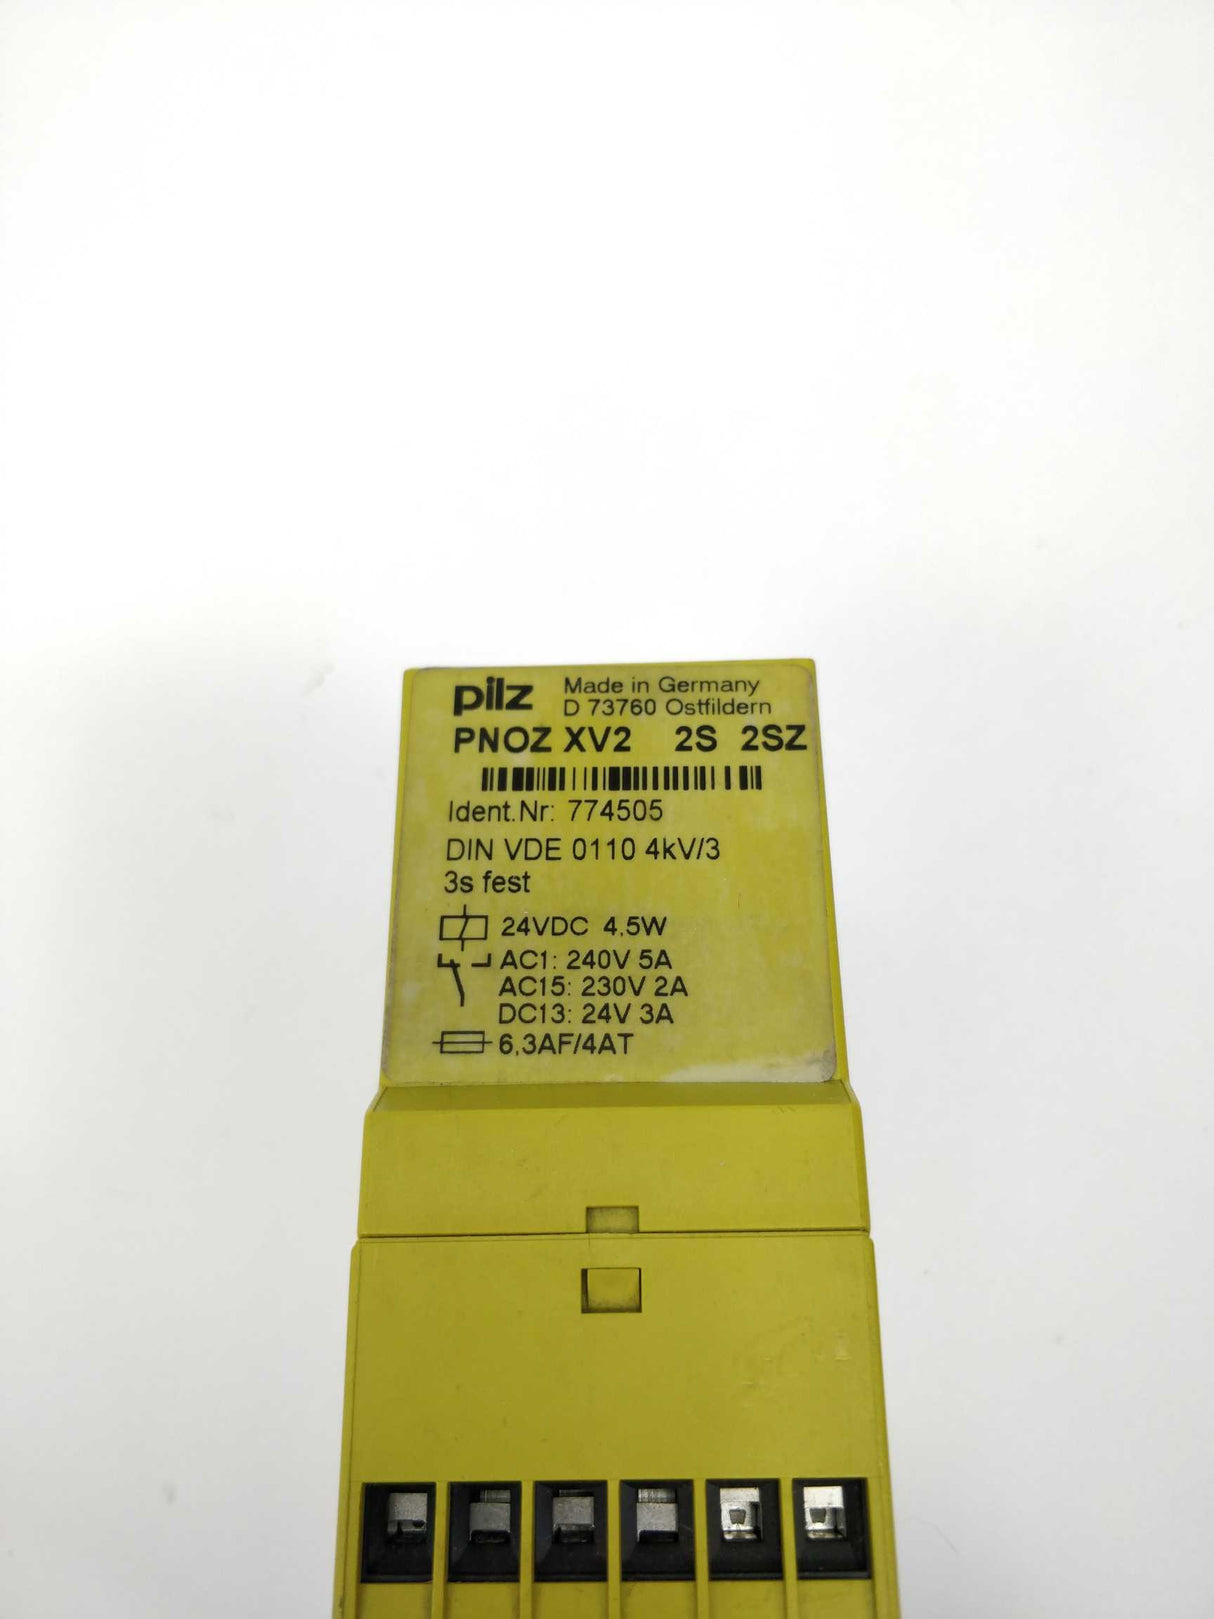 pilz Made in Germany
D 73760 Ostfildern
PNOZ XV2 2S 2SZ
Ident.Nr: 774505
DIN VDE 0110 4kV/3
3s fest
24VDC 4,5W
AC1: 240V 5A
AC15: 230V 2A
DC13: 24V 3A
6,3AF/4AT